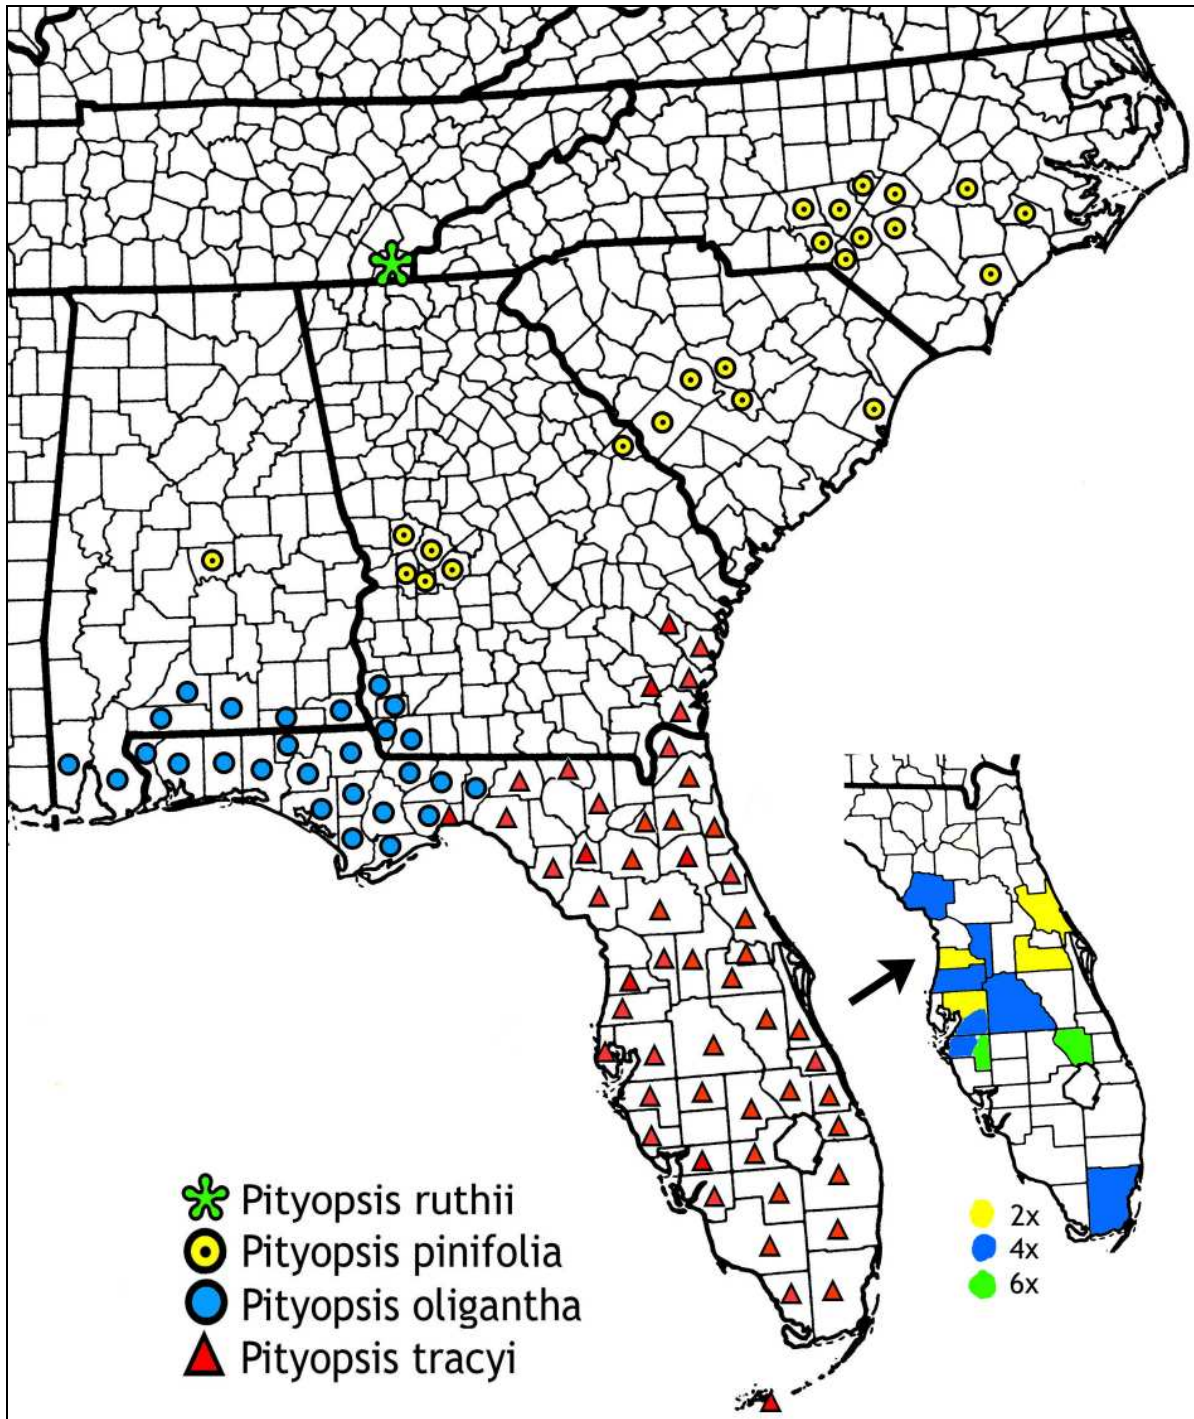 Pityopsis ruthii
Pityopsis pinifolia
Pityopsis oligantha
Pityopsis tracyi
2x
4x
6x